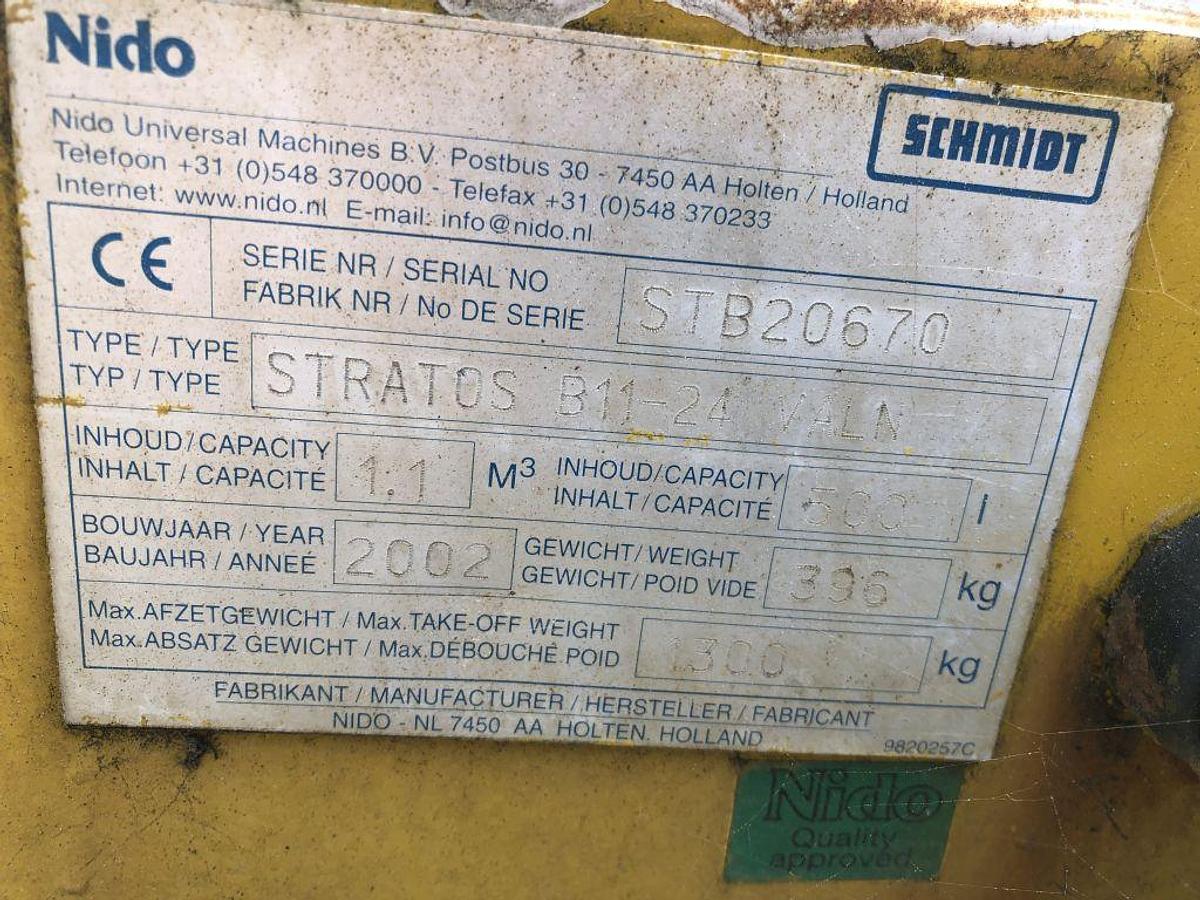 Nido
SCHMIDT
Nido Universal Machines B.V. Postbus 30 - 7450 AA Holten / Holland
Telefoon +31 (0)548 370000 - Telefax +31 (0)548 370233
Internet: www.nido.nl E-mail: info@nido.nl
CE
SERIE NR / SERIAL NO
FABRIK NR / No DE SERIE
STB20670
TYPE / TYPE
TYP / TYPE
STRATOS B11-24 VALN
INHOUD/CAPACITY
INHALT / CAPACITÉ
1.1 M³
INHOUD/CAPACITY
INHALT/CAPACITÉ
500 l
BOUWJAAR / YEAR
BAUJAHR / ANNEÉ
2002
GEWICHT/WEIGHT
GEWICHT/POID VIDE
396 kg
Max.AFZETGEWICHT / Max.TAKE-OFF WEIGHT
Max.ABSATZ GEWICHT / Max.DÉBOUCHÉ POID
1300 kg
FABRIKANT / MANUFACTURER / HERSTELLER / FABRICANT
NIDO - NL 7450 AA HOLTEN. HOLLAND
9820257C
Nido
Quality
approved